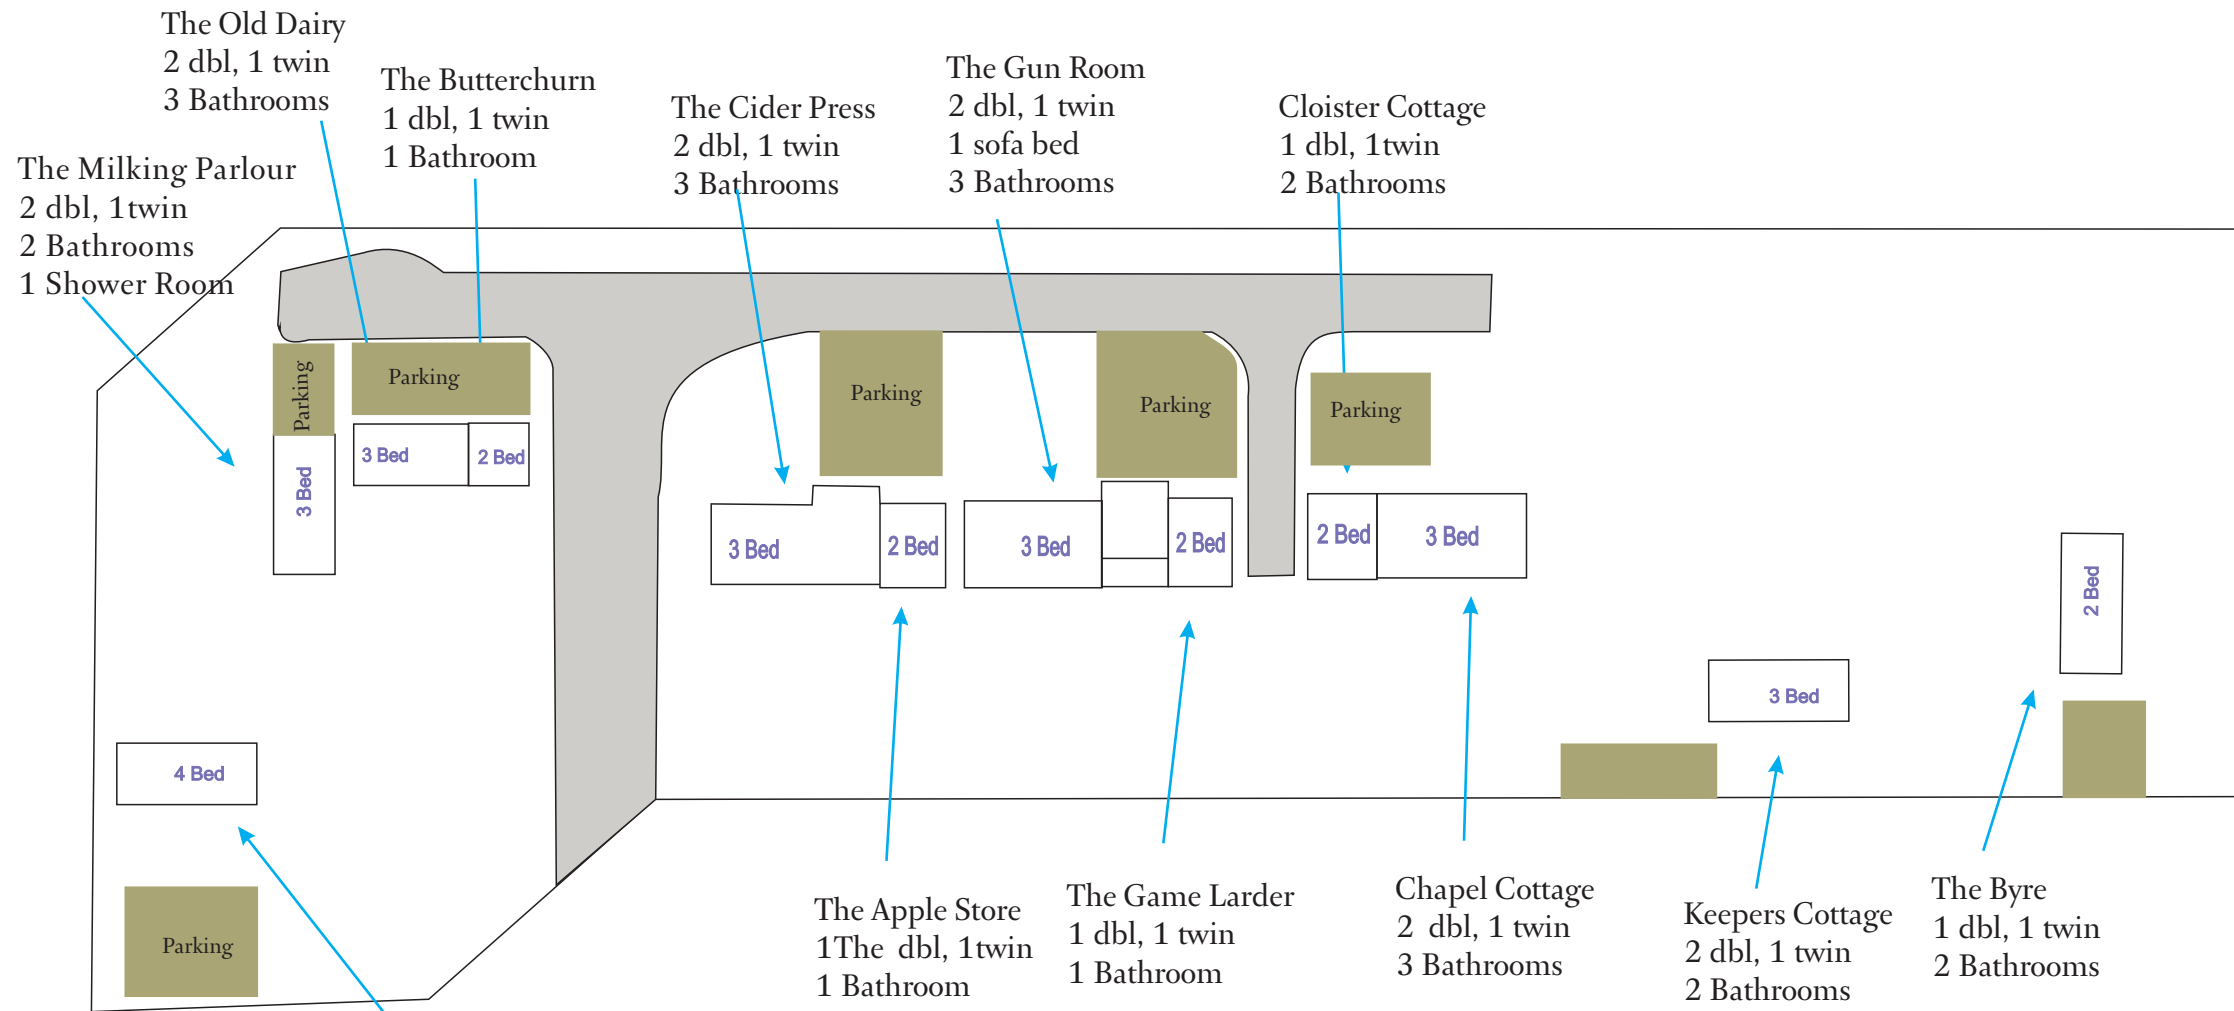 The Old Dairy
2 dbl, 1 twin
3 Bathrooms
The Butterchurn
1 dbl, 1 twin
1 Bathroom
The Cider Press
2 dbl, 1 twin
3 Bathrooms
The Gun Room
2 dbl, 1 twin
1 sofa bed
3 Bathrooms
Cloister Cottage
1 dbl, 1twin
2 Bathrooms
The Milking Parlour
2 dbl, 1twin
2 Bathrooms
1 Shower Room
Parking
Parking
Parking
Parking
Parking
3 Bed
3 Bed
2 Bed
3 Bed
2 Bed
3 Bed
2 Bed
2 Bed
3 Bed
2 Bed
3 Bed
4 Bed
Parking
The Apple Store
1The dbl, 1twin
1 Bathroom
The Game Larder
1 dbl, 1 twin
1 Bathroom
Chapel Cottage
2 dbl, 1 twin
3 Bathrooms
Keepers Cottage
2 dbl, 1 twin
2 Bathrooms
The Byre
1 dbl, 1 twin
2 Bathrooms